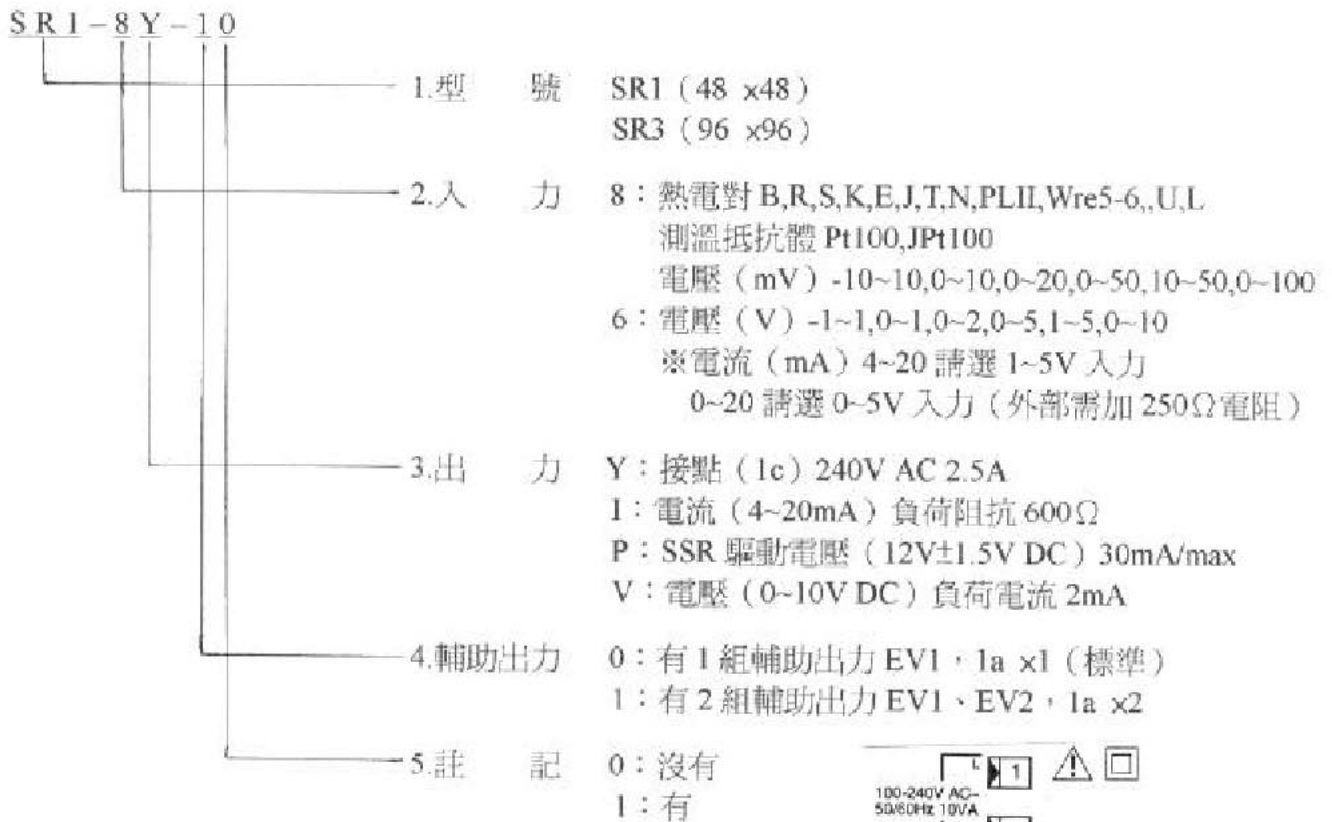 SR1-8Y-10
1.型 號 SR1（48 x48）
SR3（96 x96）
2.入 力 8：熱電對 B,R,S,K,E,J,T,N,PLII,Wre5-6,,U,L
測溫抵抗體 Pt100,JPt100
電壓（mV）-10~10,0~10,0~20,0~50,10~50,0~100
6：電壓（V）-1~1,0~1,0~2,0~5,1~5,0~10
※電流（mA）4~20 請選 1~5V 入力
0~20 請選 0~5V 入力（外部需加 250Ω電阻）
3.出 力 Y：接點（1c）240V AC 2.5A
I：電流（4~20mA）負荷阻抗 600Ω
P：SSR 驅動電壓（12V±1.5V DC）30mA/max
V：電壓（0~10V DC）負荷電流 2mA
4.輔助出力 0：有 1 組輔助出力 EV1，1a x1（標準）
1：有 2 組輔助出力 EV1、EV2，1a x2
5.註 記 0：沒有
1：有
L 1
100-240V AC~
50/60Hz 10VA